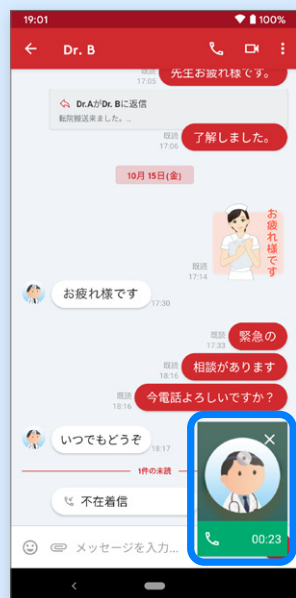 19:01
100%
Dr. B
既読
17:05
先生お疲れ様です。
Dr.AがDr. Bに返信
転院搬送来ました。...
既読
17:06
了解しました。
10月 15日(金)
お疲れ様です
既読
17:14
お疲れ様です
17:30
既読
17:33
緊急の
既読
18:16
相談があります
既読
18:16
今電話よろしいですか?
いつでもどうぞ
18:17
1件の未読
不在着信
00:23
メッセージを入力...